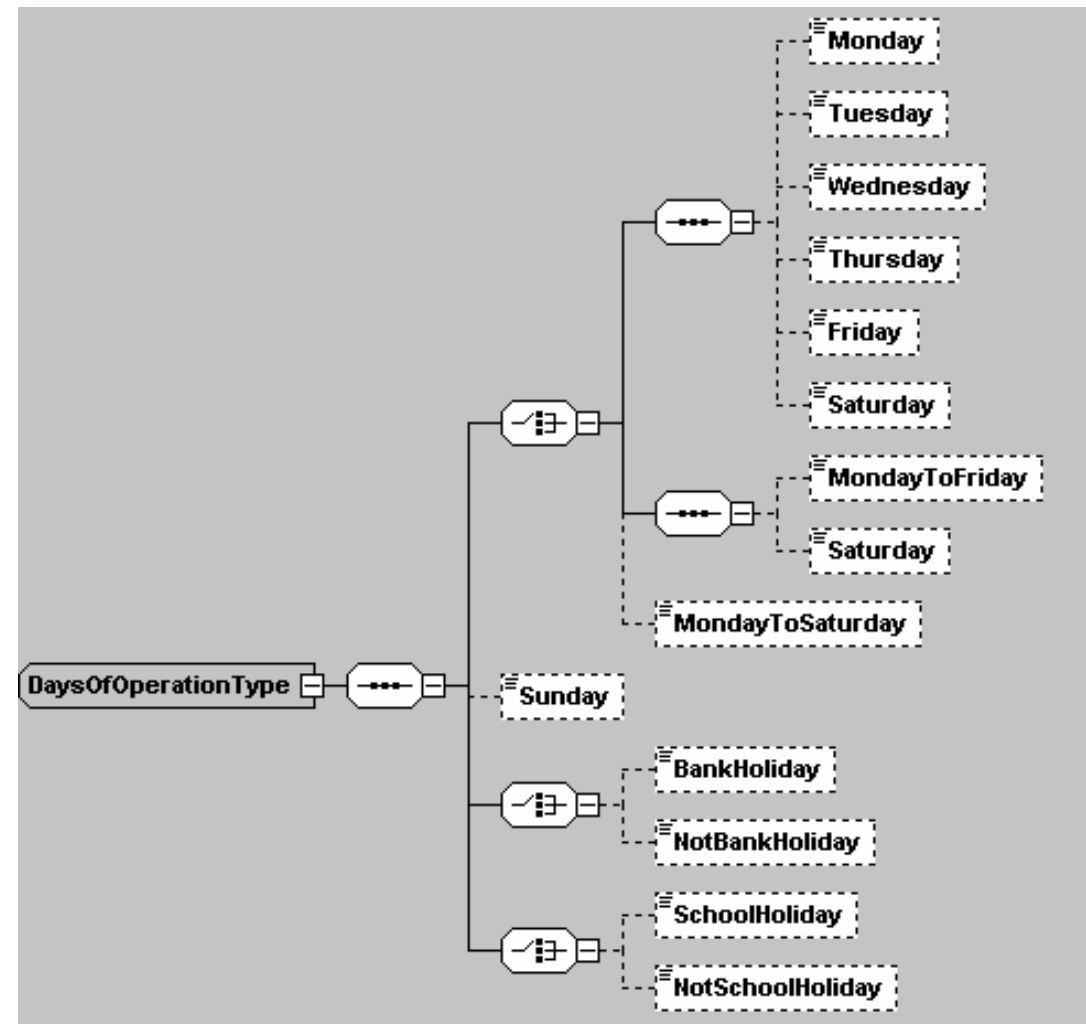 Monday
Tuesday
Wednesday
Thursday
Friday
Saturday
MondayToFriday
Saturday
MondayToSaturday
DaysOfOperationType
Sunday
BankHoliday
NotBankHoliday
SchoolHoliday
NotSchoolHoliday